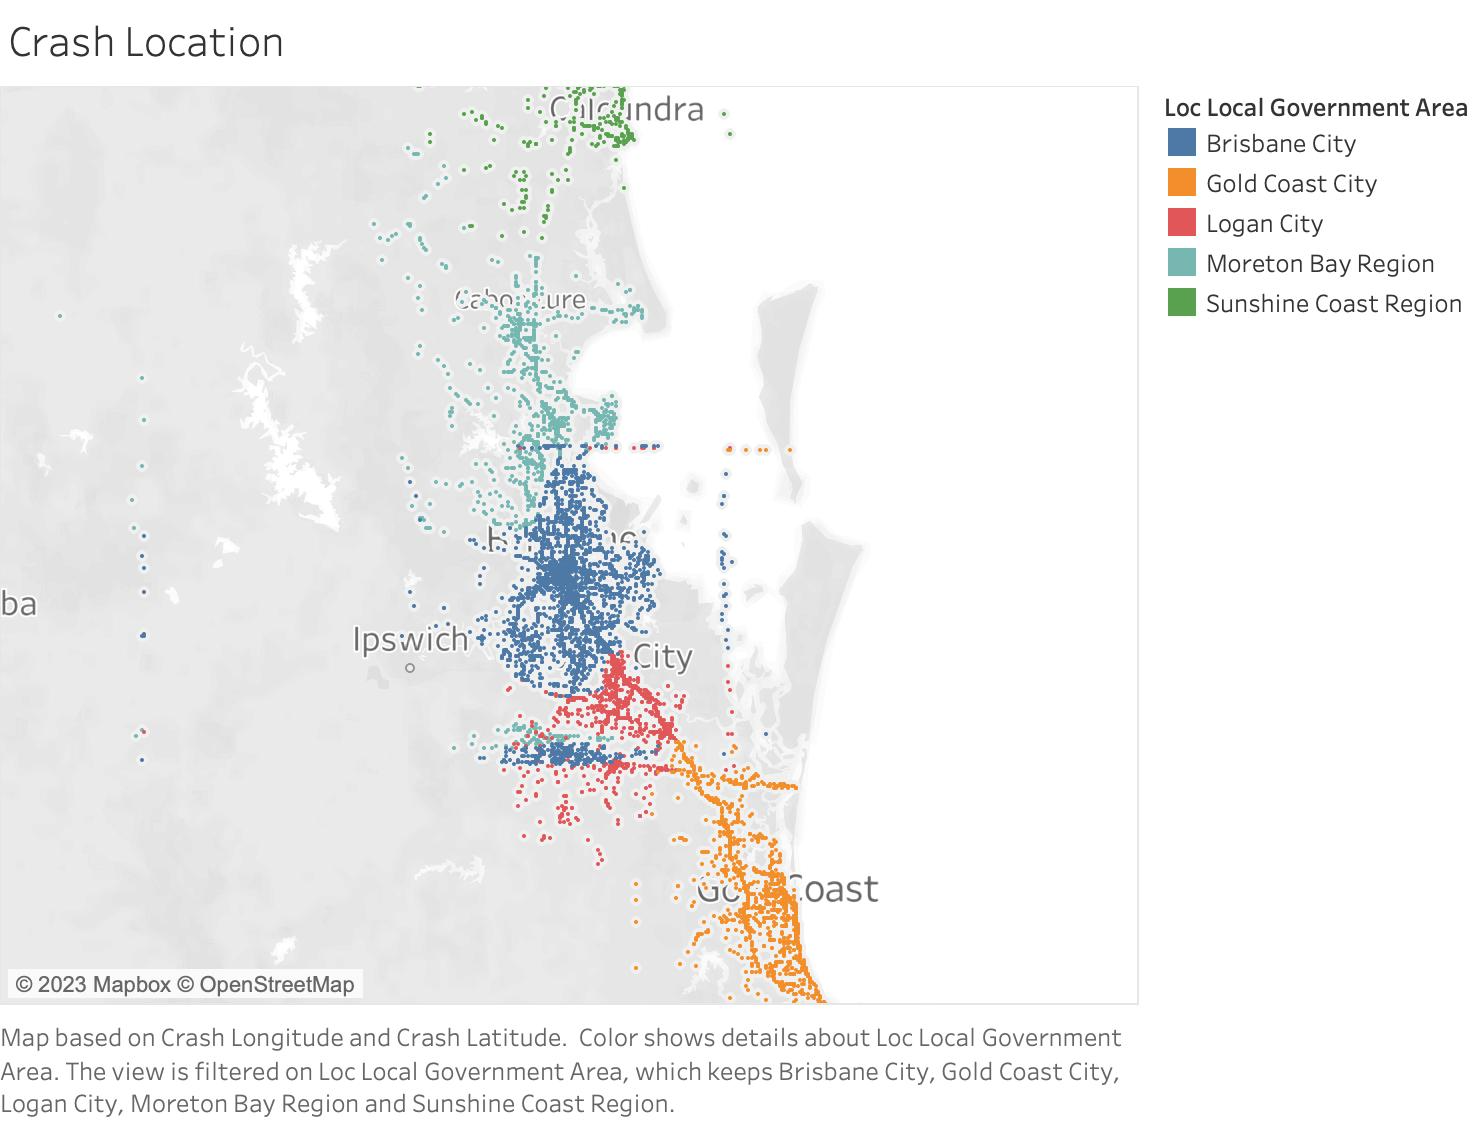 Crash Location
Loc Local Government Area
Brisbane City
Gold Coast City
Logan City
Moreton Bay Region
Sunshine Coast Region
ba
Ipswich
City
Coast
© 2023 Mapbox © OpenStreetMap
Map based on Crash Longitude and Crash Latitude.  Color shows details about Loc Local Government
Area. The view is filtered on Loc Local Government Area, which keeps Brisbane City, Gold Coast City,
Logan City, Moreton Bay Region and Sunshine Coast Region.